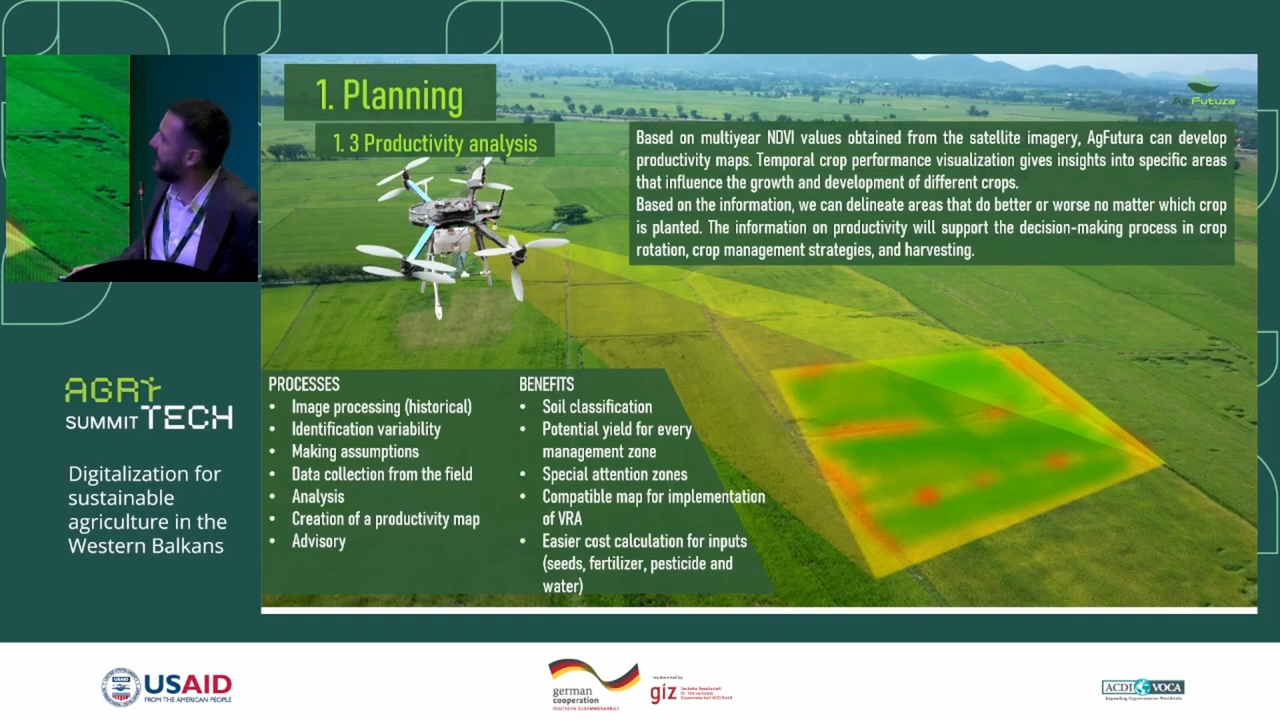 1. Planning
1. 3 Productivity analysis
AgFutura
Based on multiyear NDVI values obtained from the satellite imagery, AgFutura can develop
productivity maps. Temporal crop performance visualization gives insights into specific areas
that influence the growth and development of different crops.
Based on the information, we can delineate areas that do better or worse no matter which crop
is planted. The information on productivity will support the decision-making process in crop
rotation, crop management strategies, and harvesting.
PROCESSES
• Image processing (historical)
• Identification variability
• Making assumptions
• Data collection from the field
• Analysis
• Creation of a productivity map
• Advisory
BENEFITS
• Soil classification
• Potential yield for every
management zone
• Special attention zones
• Compatible map for implementation
of VRA
• Easier cost calculation for inputs
(seeds, fertilizer, pesticide and
water)
AGRI
SUMMIT TECH
Digitalization for
sustainable
agriculture in the
Western Balkans
USAID
FROM THE AMERICAN PEOPLE
german
cooperation
DEUTSCHE ZUSAMMENARBEIT
Implemented by
giz
ACDI VOCA
Expanding Opportunities Worldwide